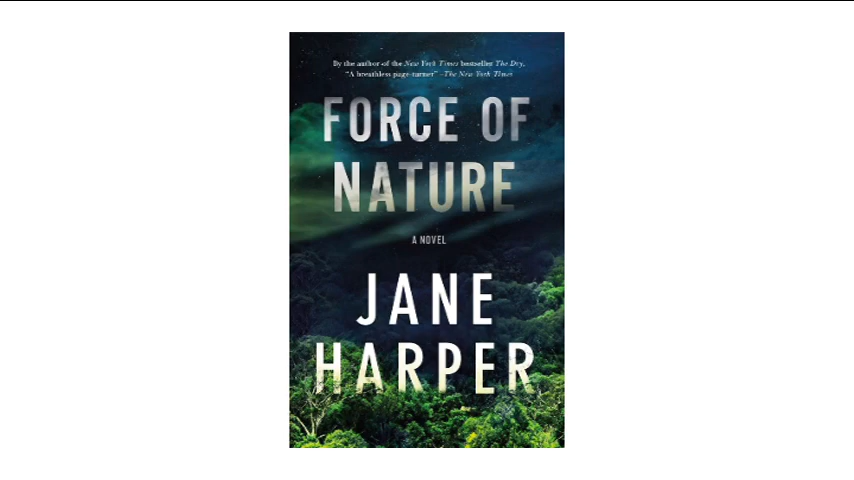 By the author of the New York Times bestseller The Dry,
"A breathless page-turner" –The New York Times
FORCE OF
NATURE
A NOVEL
JANE
HARPER